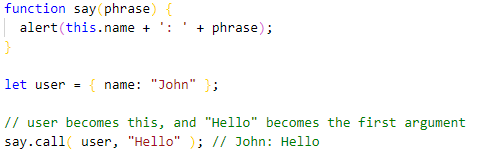 function say(phrase) {
  alert(this.name + ': ' + phrase);
}

let user = { name: "John" };

// user becomes this, and "Hello" becomes the first argument
say.call( user, "Hello" ); // John: Hello